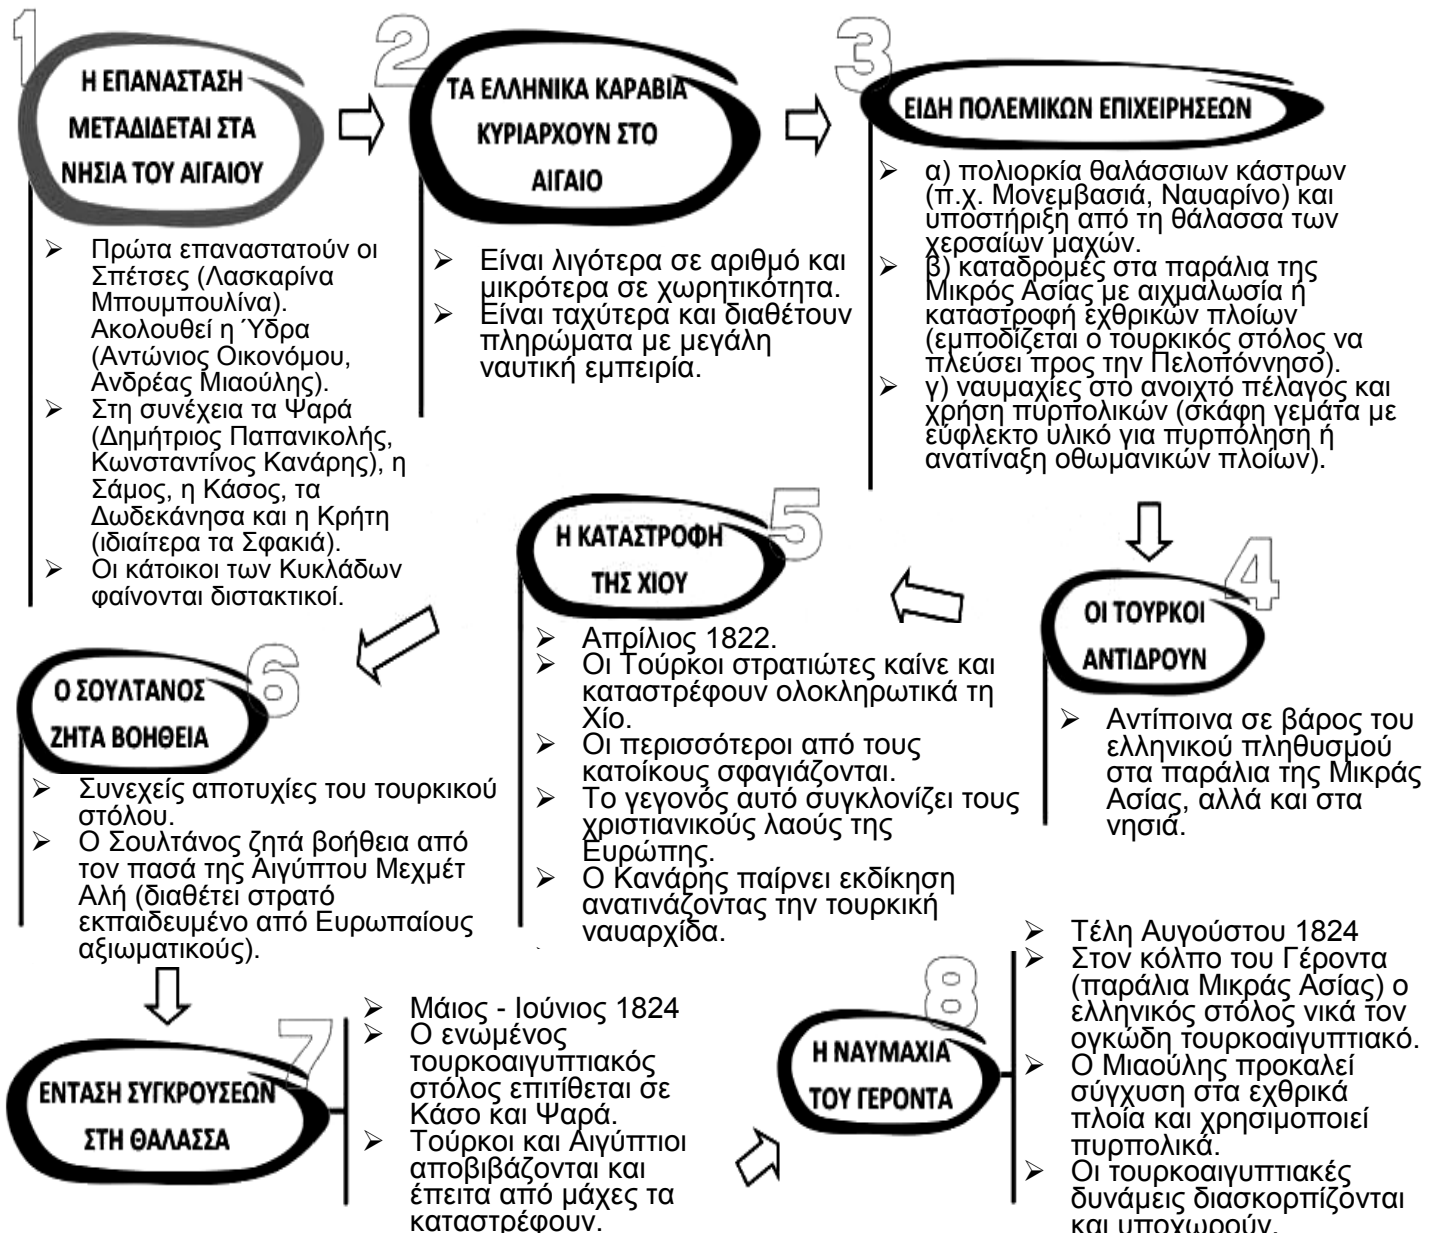 1
Η ΕΠΑΝΑΣΤΑΣΗ
ΜΕΤΑΔΙΔΕΤΑΙ ΣΤΑ
ΝΗΣΙΑ ΤΟΥ ΑΙΓΑΙΟΥ
➢ Πρώτα επαναστατούν οι
Σπέτσες (Λασκαρίνα
Μπουμπουλίνα).
Ακολουθεί η Ύδρα
(Αντώνιος Οικονόμου,
Ανδρέας Μιαούλης).
➢ Στη συνέχεια τα Ψαρά
(Δημήτριος Παπανικολής,
Κωνσταντίνος Κανάρης), η
Σάμος, η Κάσος, τα
Δωδεκάνησα και η Κρήτη
(ιδιαίτερα τα Σφακιά).
➢ Οι κάτοικοι των Κυκλάδων
φαίνονται διστακτικοί.
2
ΤΑ ΕΛΛΗΝΙΚΑ ΚΑΡΑΒΙΑ
ΚΥΡΙΑΡΧΟΥΝ ΣΤΟ
ΑΙΓΑΙΟ
➢ Είναι λιγότερα σε αριθμό και
μικρότερα σε χωρητικότητα.
➢ Είναι ταχύτερα και διαθέτουν
πληρώματα με μεγάλη
ναυτική εμπειρία.
3
ΕΙΔΗ ΠΟΛΕΜΙΚΩΝ ΕΠΙΧΕΙΡΗΣΕΩΝ
➢ α) πολιορκία θαλάσσιων κάστρων
(π.χ. Μονεμβασιά, Ναυαρίνο) και
υποστήριξη από τη θάλασσα των
χερσαίων μαχών.
➢ β) καταδρομές στα παράλια της
Μικρός Ασίας με αιχμαλωσία ή
καταστροφή εχθρικών πλοίων
(εμποδίζεται ο τουρκικός στόλος να
πλεύσει προς την Πελοπόννησο).
➢ γ) ναυμαχίες στο ανοιχτό πέλαγος και
χρήση πυρπολικών (σκάφη γεμάτα με
εύφλεκτο υλικό για πυρπόληση ή
ανατίναξη οθωμανικών πλοίων).
4
ΟΙ ΤΟΥΡΚΟΙ
ΑΝΤΙΔΡΟΥΝ
➢ Αντίποινα σε βάρος του
ελληνικού πληθυσμού
στα παράλια της Μικράς
Ασίας, αλλά και στα
νησιά.
5
Η ΚΑΤΑΣΤΡΟΦΗ
ΤΗΣ ΧΙΟΥ
➢ Απρίλιος 1822.
➢ Οι Τούρκοι στρατιώτες καίνε και
καταστρέφουν ολοκληρωτικά τη
Χίο.
➢ Οι περισσότεροι από τους
κατοίκους σφαγιάζονται.
➢ Το γεγονός αυτό συγκλονίζει τους
χριστιανικούς λαούς της
Ευρώπης.
➢ Ο Κανάρης παίρνει εκδίκηση
ανατινάζοντας την τουρκική
ναυαρχίδα.
6
Ο ΣΟΥΛΤΑΝΟΣ
ΖΗΤΑ ΒΟΗΘΕΙΑ
➢ Συνεχείς αποτυχίες του τουρκικού
στόλου.
➢ Ο Σουλτάνος ζητά βοήθεια από
τον πασά της Αιγύπτου Μεχμέτ
Αλή (διαθέτει στρατό
εκπαιδευμένο από Ευρωπαίους
αξιωματικούς).
7
ΕΝΤΑΣΗ ΣΥΓΚΡΟΥΣΕΩΝ
ΣΤΗ ΘΑΛΑΣΣΑ
➢ Μάιος - Ιούνιος 1824
➢ Ο ενωμένος
τουρκοαιγυπτιακός
στόλος επιτίθεται σε
Κάσο και Ψαρά.
➢ Τούρκοι και Αιγύπτιοι
αποβιβάζονται και
έπειτα από μάχες τα
καταστρέφουν.
8
Η ΝΑΥΜΑΧΙΑ
ΤΟΥ ΓΕΡΟΝΤΑ
➢ Τέλη Αυγούστου 1824
➢ Στον κόλπο του Γέροντα
(παράλια Μικράς Ασίας) ο
ελληνικός στόλος νικά τον
ογκώδη τουρκοαιγυπτιακό.
➢ Ο Μιαούλης προκαλεί
σύγχυση στα εχθρικά
πλοία και χρησιμοποιεί
πυρπολικά.
➢ Οι τουρκοαιγυπτιακές
δυνάμεις διασκορπίζονται
και υποχωρούν.